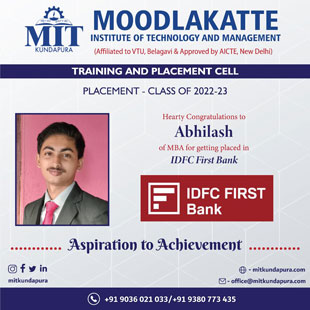 MIT
KUNDAPURA
MOODLAKATTE
INSTITUTE OF TECHNOLOGY AND MANAGEMENT
(Affiliated to VTU, Belagavi & Approved by AICTE, New Delhi)
TRAINING AND PLACEMENT CELL
PLACEMENT - CLASS OF 2022-23
Hearty Congratulations to
Abhilash
of MBA for getting placed in
IDFC First Bank
IDFC FIRST
Bank
Aspiration to Achievement
mitkundapura
- mitkundapura.com
- office@mitkundapura.com
+91 9036 021 033/+91 9380 773 435